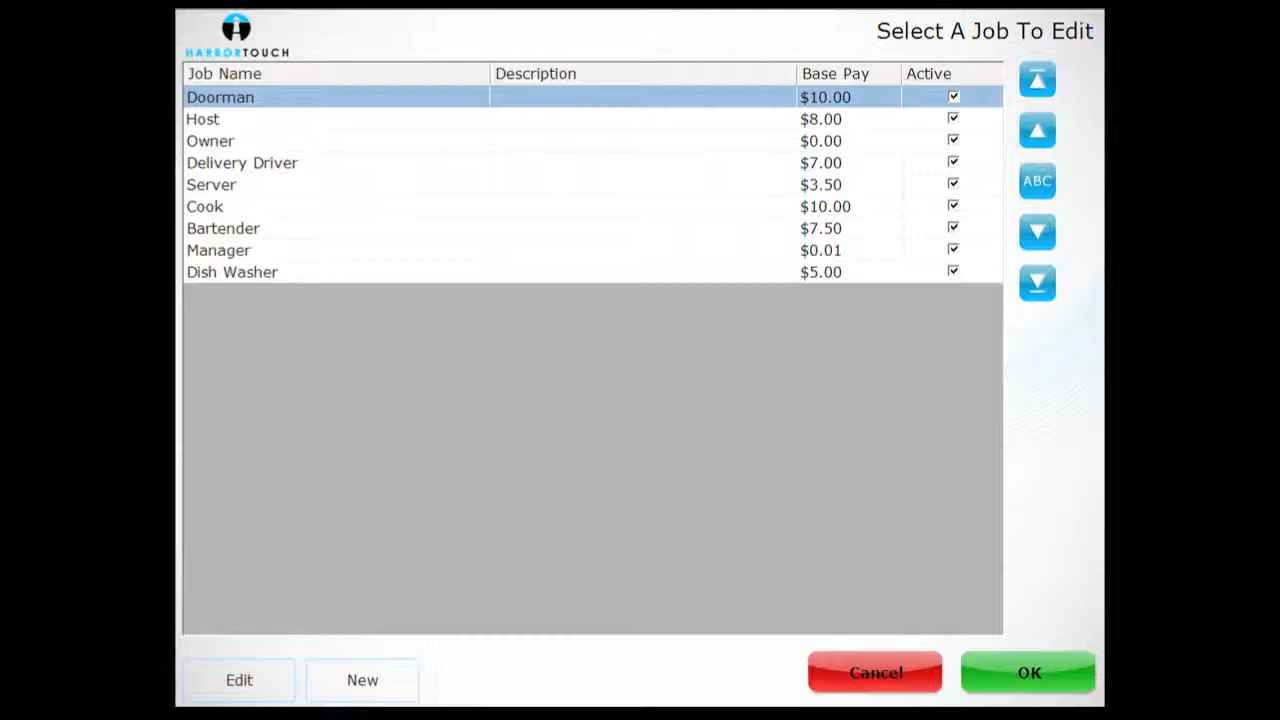 HARBORTOUCH
Select A Job To Edit
Job Name Description Base Pay Active
Doorman $10.00
Host $8.00
Owner $0.00
Delivery Driver $7.00
Server $3.50
Cook $10.00
Bartender $7.50
Manager $0.01
Dish Washer $5.00
ABC
Edit New Cancel OK